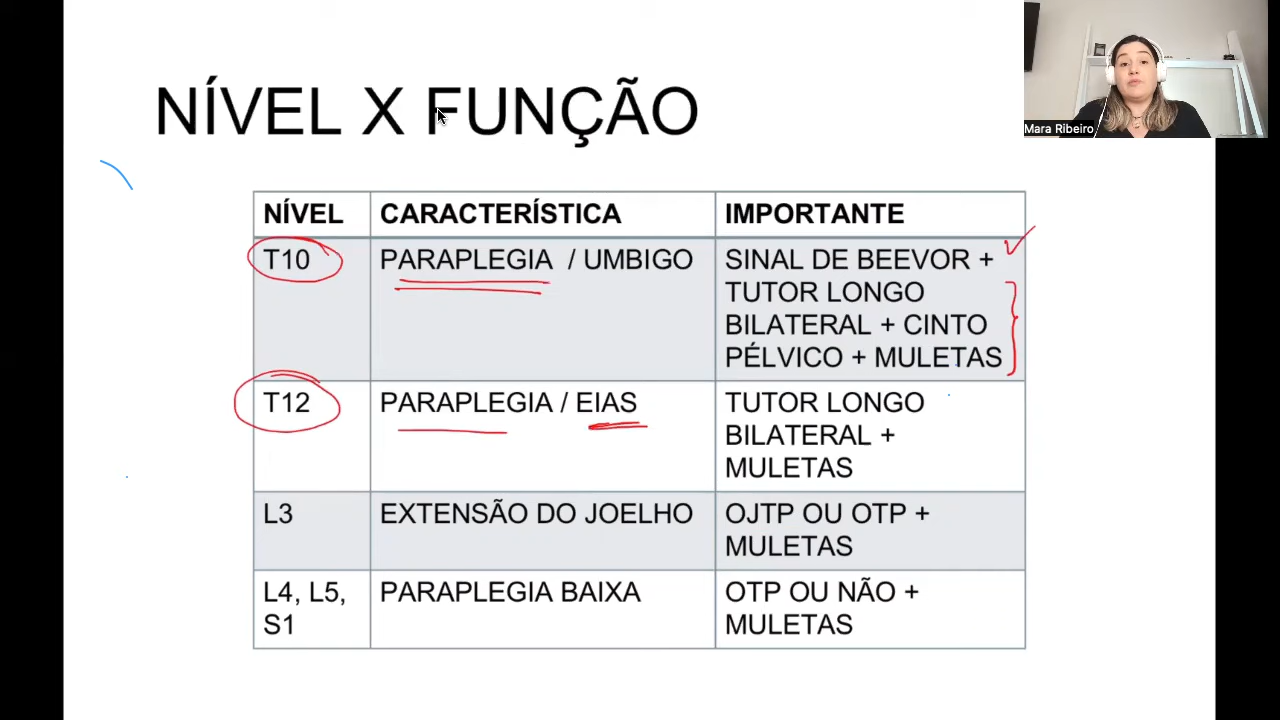 NÍVEL X FUNÇÃO
Mara Ribeiro
NÍVEL CARACTERÍSTICA IMPORTANTE
T10 PARAPLEGIA / UMBIGO SINAL DE BEEVOR +
TUTOR LONGO
BILATERAL + CINTO
PÉLVICO + MULETAS
T12 PARAPLEGIA / EIAS TUTOR LONGO
BILATERAL +
MULETAS
L3 EXTENSÃO DO JOELHO OJTP OU OTP +
MULETAS
L4, L5, PARAPLEGIA BAIXA OTP OU NÃO +
S1 MULETAS